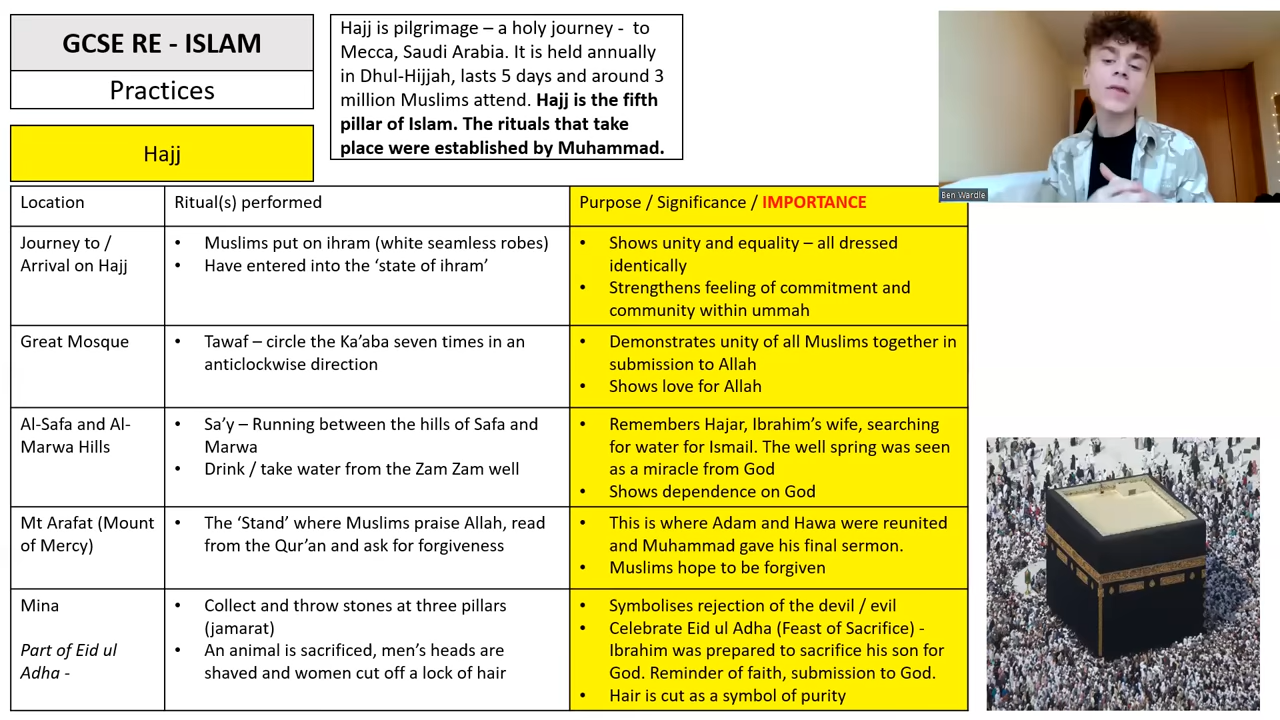 GCSE RE - ISLAM
Practices
Hajj
Hajj is pilgrimage – a holy journey - to
Mecca, Saudi Arabia. It is held annually
in Dhul-Hijjah, lasts 5 days and around 3
million Muslims attend. Hajj is the fifth
pillar of Islam. The rituals that take
place were established by Muhammad.
Ben Wardle
Location
Ritual(s) performed
Purpose / Significance / IMPORTANCE
Journey to /
Arrival on Hajj
• Muslims put on ihram (white seamless robes)
• Have entered into the ‘state of ihram’
• Shows unity and equality – all dressed
identically
• Strengthens feeling of commitment and
community within ummah
Great Mosque
• Tawaf – circle the Ka’aba seven times in an
anticlockwise direction
• Demonstrates unity of all Muslims together in
submission to Allah
• Shows love for Allah
Al-Safa and Al-
Marwa Hills
• Sa’y – Running between the hills of Safa and
Marwa
• Drink / take water from the Zam Zam well
• Remembers Hajar, Ibrahim’s wife, searching
for water for Ismail. The well spring was seen
as a miracle from God
• Shows dependence on God
Mt Arafat (Mount
of Mercy)
• The ‘Stand’ where Muslims praise Allah, read
from the Qur’an and ask for forgiveness
• This is where Adam and Hawa were reunited
and Muhammad gave his final sermon.
• Muslims hope to be forgiven
Mina
Part of Eid ul
Adha -
• Collect and throw stones at three pillars
(jamarat)
• An animal is sacrificed, men’s heads are
shaved and women cut off a lock of hair
• Symbolises rejection of the devil / evil
• Celebrate Eid ul Adha (Feast of Sacrifice) -
Ibrahim was prepared to sacrifice his son for
God. Reminder of faith, submission to God.
• Hair is cut as a symbol of purity